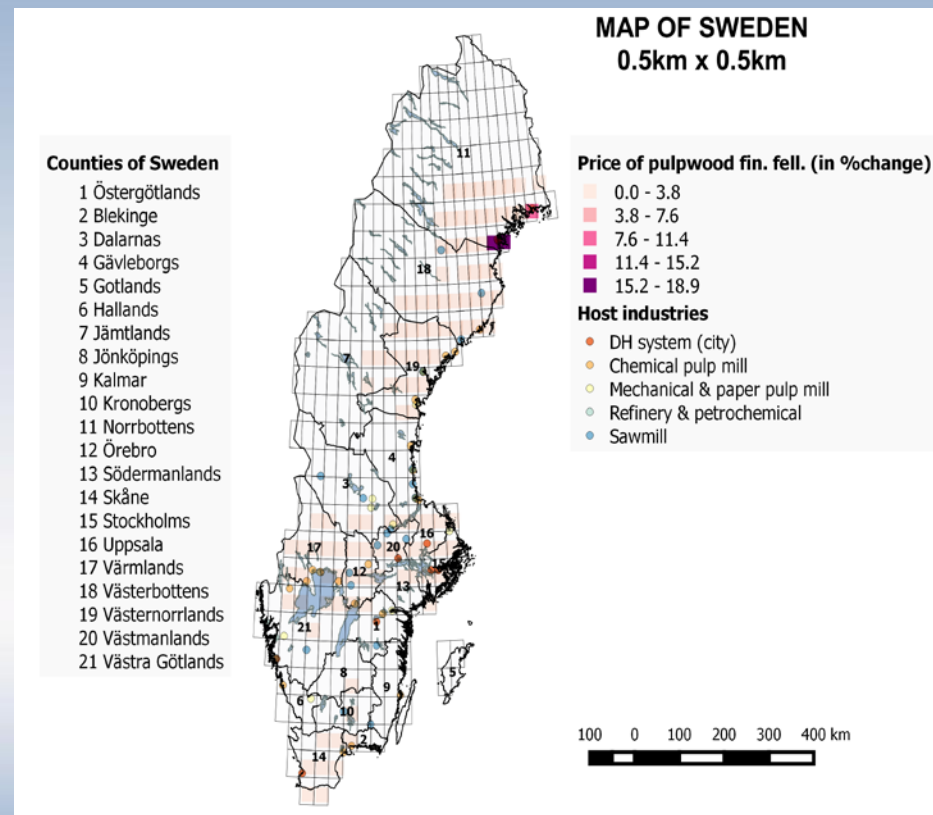 MAP OF SWEDEN
0.5km x 0.5km
Counties of Sweden
1 Östergötlands
2 Blekinge
3 Dalarnas
4 Gävleborgs
5 Gotlands
6 Hallands
7 Jämtlands
8 Jönköpings
9 Kalmar
10 Kronobergs
11 Norrbottens
12 Örebro
13 Södermanlands
14 Skåne
15 Stockholms
16 Uppsala
17 Värmlands
18 Västerbottens
19 Västernorrlands
20 Västmanlands
21 Västra Götlands
Price of pulpwood fin. fell. (in %change)
0.0 - 3.8
3.8 - 7.6
7.6 - 11.4
11.4 - 15.2
15.2 - 18.9
Host industries
DH system (city)
Chemical pulp mill
Mechanical & paper pulp mill
Refinery & petrochemical
Sawmill
11
18
7
19
4
3
17
16
20
12
15
13
21
1
8
5
9
6
10
2
14
100 0 100 200 300 400 km